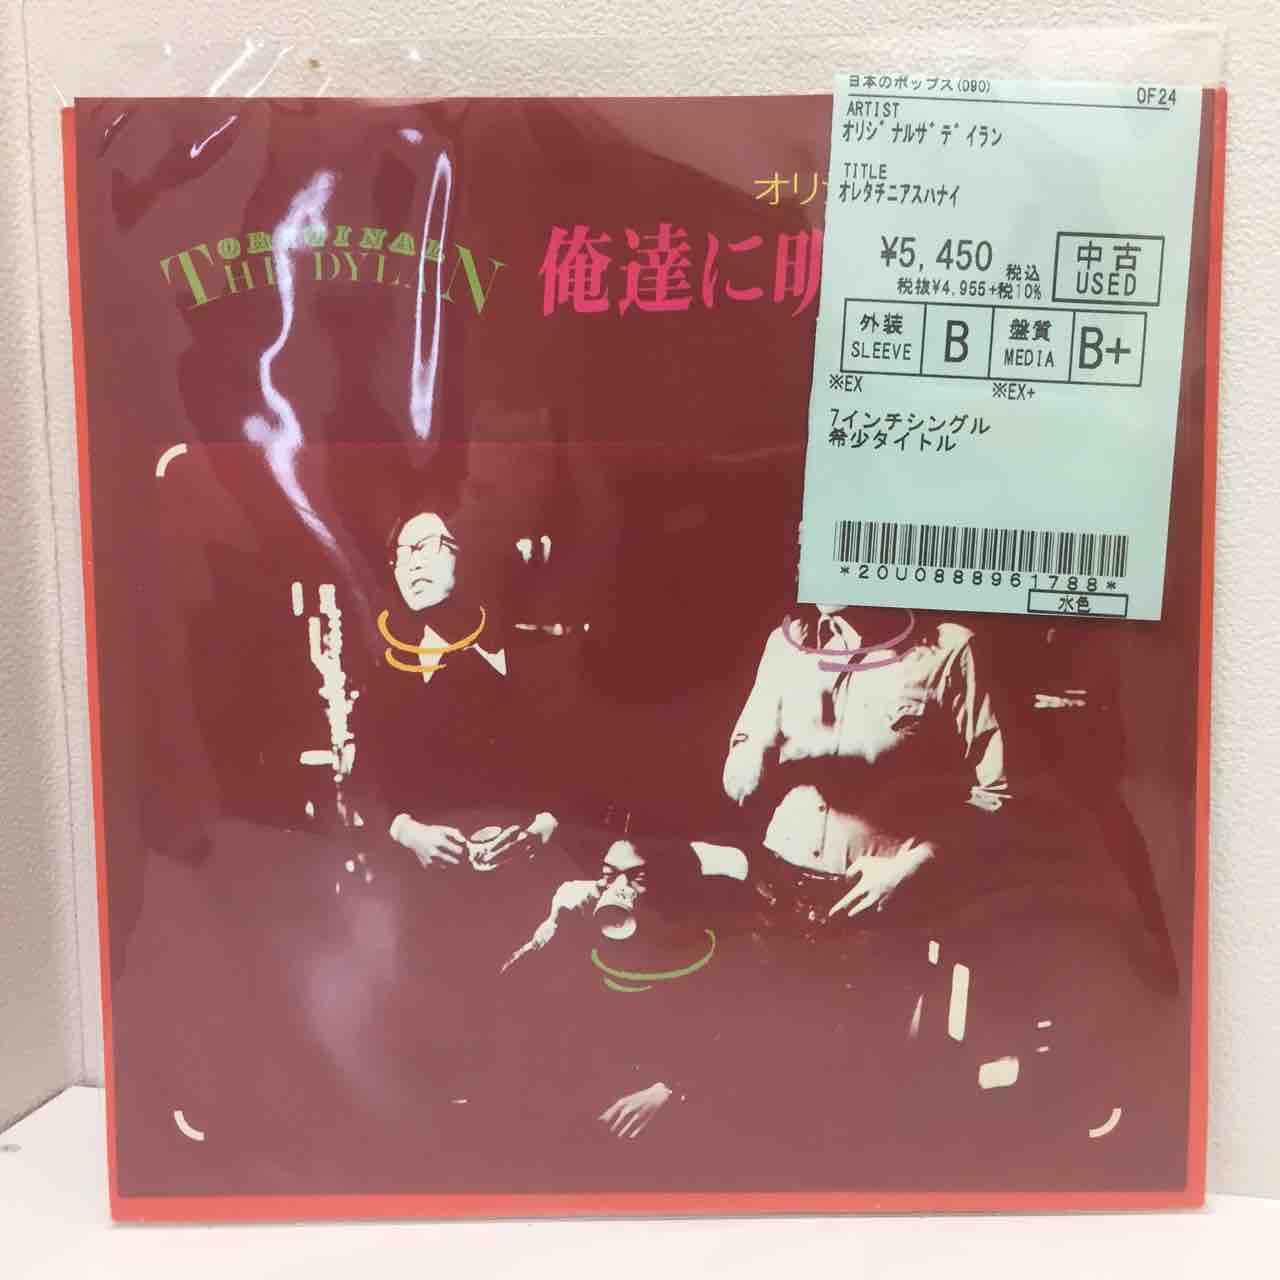 日本のポップス(090)
OF24
ARTIST
オリジナルザデイラン
TITLE
オレタチニアスハナイ
¥5,450 税込
税抜¥4,955+税10%
中古
USED
外装
SLEEVE
B
盤質
MEDIA
B+
※EX
※EX+
7インチシングル
希少タイトル
*20U0888961788*
水色
オリ
ORIGINAL
THE DYLAN
俺達に明